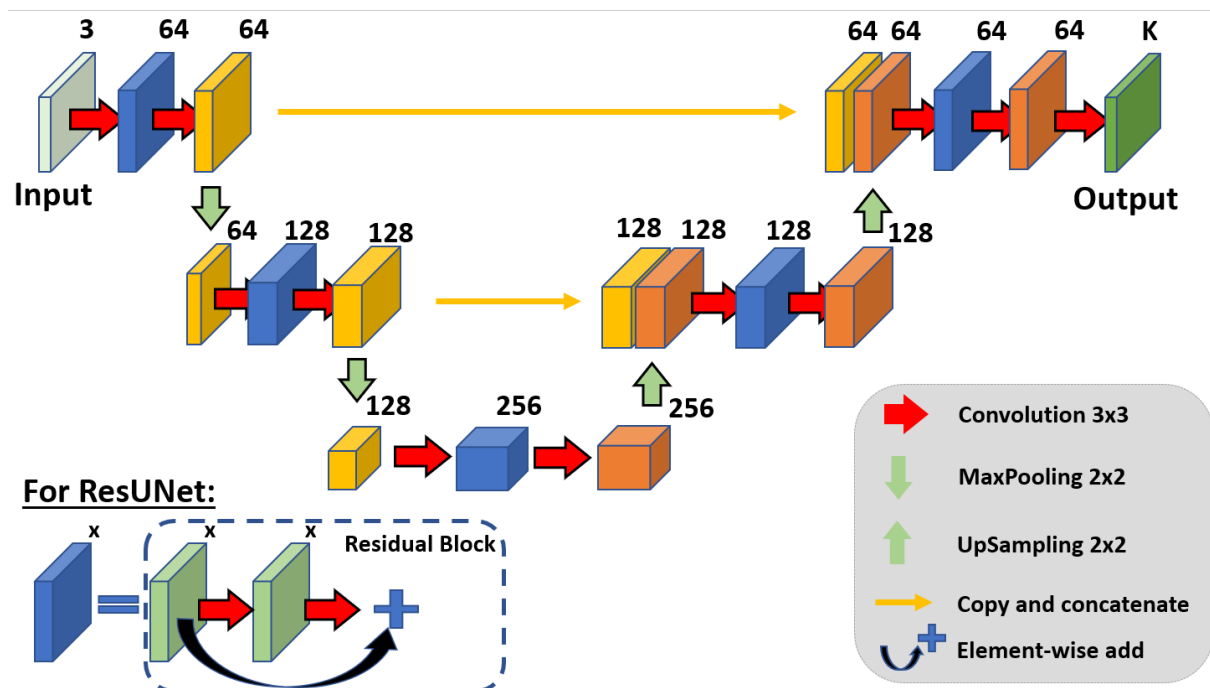 3 64 64
64 64 64 64 K
Input
Output
64 128 128
128 128 128 128
128 256 256
For ResUNet:
x x x
Residual Block
Convolution 3x3
MaxPooling 2x2
UpSampling 2x2
Copy and concatenate
Element-wise add